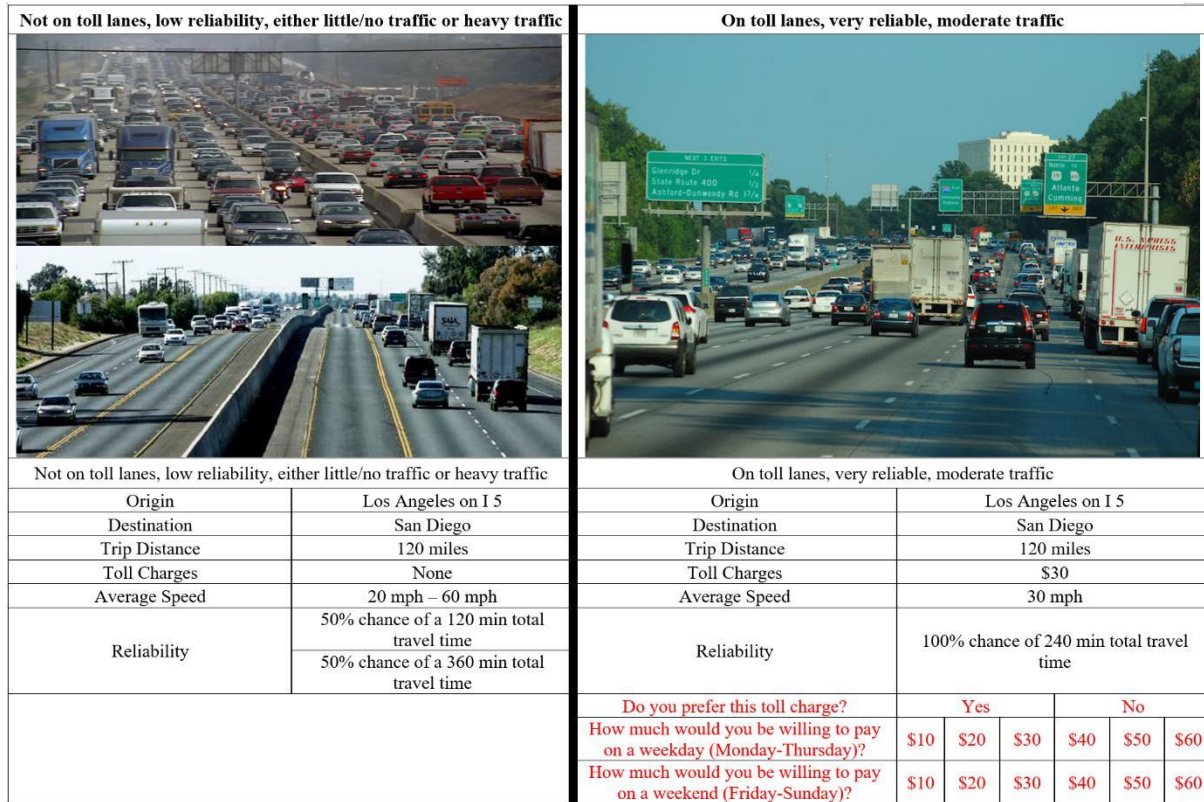 Not on toll lanes, low reliability, either little/no traffic or heavy traffic
On toll lanes, very reliable, moderate traffic
NEXT 3 EXITS
Glenridge Dr 1/4
State Route 400 1/2
Ashford-Dunwoody Rd 1 3/4
Atlanta
Cumming
U.S. XPRESS
ENTERPRISES
Not on toll lanes, low reliability, either little/no traffic or heavy traffic
Origin Los Angeles on I 5
Destination San Diego
Trip Distance 120 miles
Toll Charges None
Average Speed 20 mph – 60 mph
Reliability
50% chance of a 120 min total
travel time
50% chance of a 360 min total
travel time
On toll lanes, very reliable, moderate traffic
Origin Los Angeles on I 5
Destination San Diego
Trip Distance 120 miles
Toll Charges $30
Average Speed 30 mph
Reliability
100% chance of 240 min total travel
time
Do you prefer this toll charge? Yes No
How much would you be willing to pay
on a weekday (Monday-Thursday)?
$10 $20 $30 $40 $50 $60
How much would you be willing to pay
on a weekend (Friday-Sunday)?
$10 $20 $30 $40 $50 $60